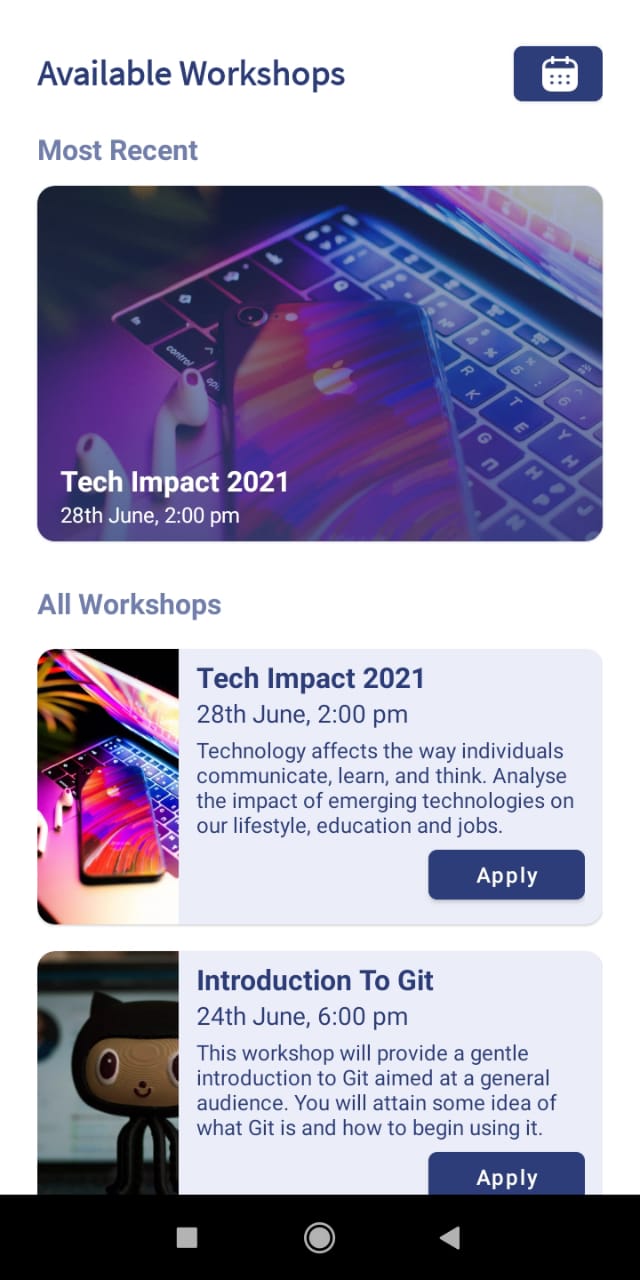 Available Workshops
Most Recent
Tech Impact 2021
28th June, 2:00 pm
All Workshops
Tech Impact 2021
28th June, 2:00 pm
Technology affects the way individuals
communicate, learn, and think. Analyse
the impact of emerging technologies on
our lifestyle, education and jobs.
Apply
Introduction To Git
24th June, 6:00 pm
This workshop will provide a gentle
introduction to Git aimed at a general
audience. You will attain some idea of
what Git is and how to begin using it.
Apply